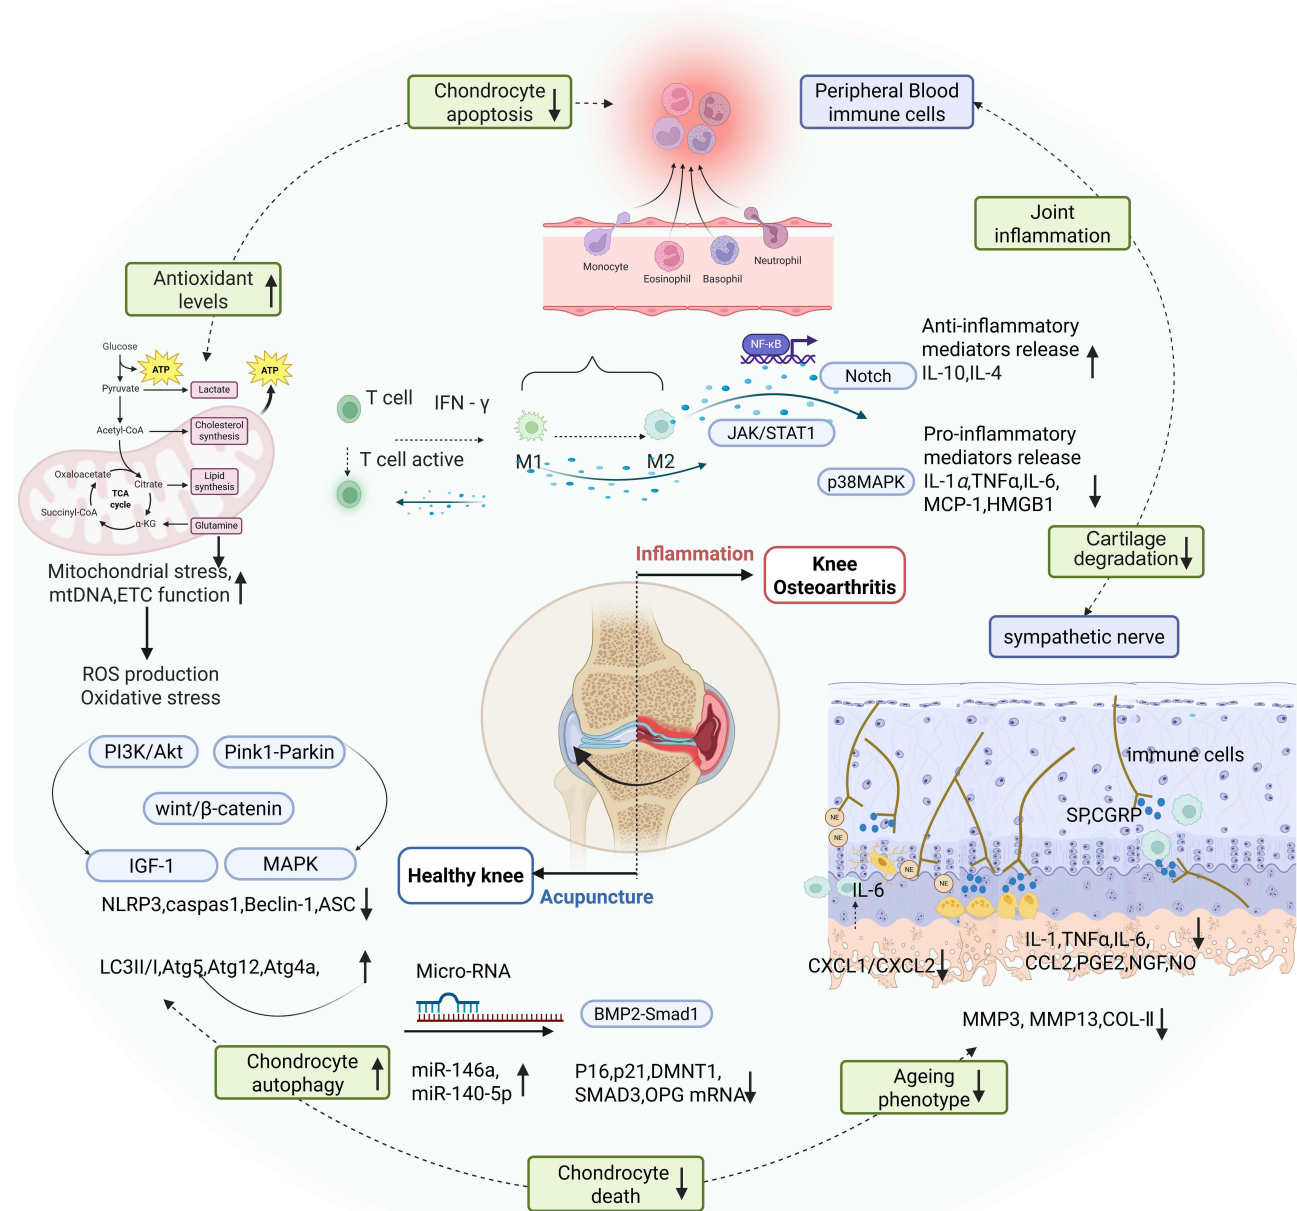 Chondrocyte
apoptosis
Peripheral Blood
immune cells
Joint
inflammation
Antioxidant
levels
Monocyte
Eosinophil
Basophil
Neutrophil
Glucose
ATP
ATP
Pyruvate
Lactate
Acetyl-CoA
Cholesterol
synthesis
Oxaloacetate
Citrate
Lipid
synthesis
TCA
cycle
Succinyl-CoA
α-KG
Glutamine
Mitochondrial stress,
mtDNA,ETC function
ROS production
Oxidative stress
T cell
IFN - γ
T cell active
M1
M2
NF-κB
Notch
JAK/STAT1
p38MAPK
Anti-inflammatory
mediators release
IL-10,IL-4
Pro-inflammatory
mediators release
IL-1α,TNFα,IL-6,
MCP-1,HMGB1
Cartilage
degradation
sympathetic nerve
Inflammation
Knee
Osteoarthritis
Healthy knee
Acupuncture
PI3K/Akt
Pink1-Parkin
wint/β-catenin
IGF-1
MAPK
NLRP3,caspas1,Beclin-1,ASC
LC3II/I,Atg5,Atg12,Atg4a,
immune cells
SP,CGRP
NE
NE
NE
NE
IL-6
CXCL1/CXCL2
IL-1,TNFα,IL-6,
CCL2,PGE2,NGF,NO
MMP3, MMP13,COL-II
Micro-RNA
BMP2-Smad1
miR-146a,
miR-140-5p
P16,p21,DMNT1,
SMAD3,OPG mRNA
Chondrocyte
autophagy
Ageing
phenotype
Chondrocyte
death